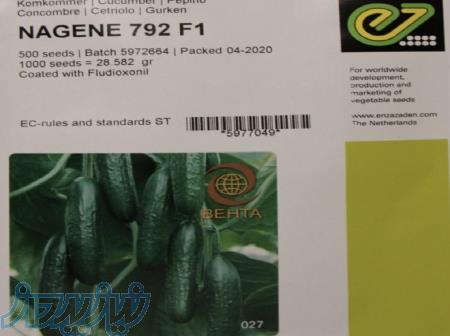 Komkommer | Cucumber | Pepino
Concombre | Cetriolo | Gurken
NAGENE 792 F1
500 seeds | Batch 5972664 | Packed 04-2020
1000 seeds = 28.582 gr
Coated with Fludioxonil
For worldwide
development,
production and
marketing of
vegetable seeds
www.enzazaden.com
The Netherlands
EC-rules and standards ST
*5977049*
ВЕНТА
027
نیازپرداز